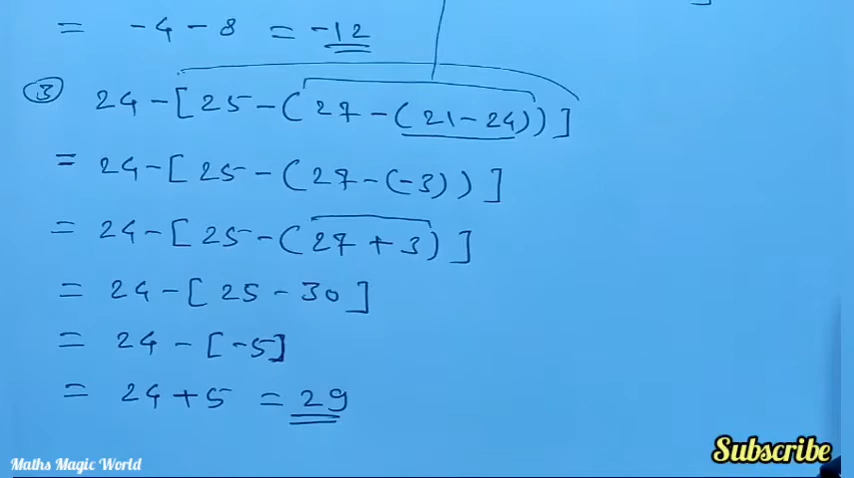 = -4 - 8 = -12
③ 24 - [25 - (27 - (21 - 24))]
= 24 - [25 - (27 - (-3))]
= 24 - [25 - (27 + 3)]
= 24 - [25 - 30]
= 24 - [-5]
= 24 + 5 = 29
Subscribe
Maths Magic World